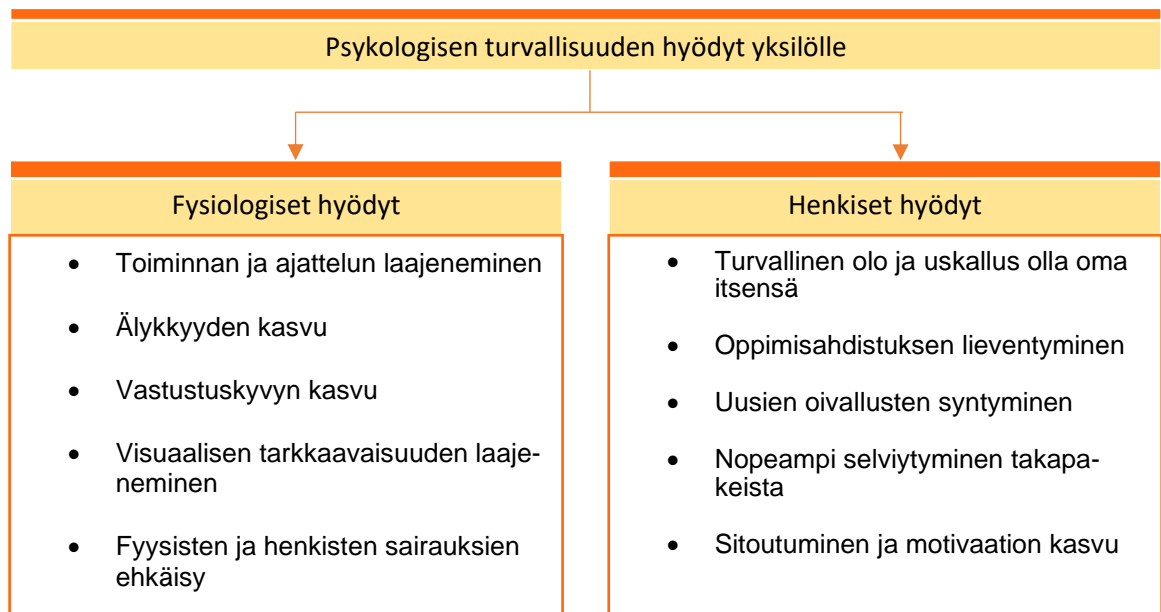 Psykologisen turvallisuuden hyödyt yksilölle
Fysiologiset hyödyt
• Toiminnan ja ajattelun laajeneminen
• Älykkyyden kasvu
• Vastustuskyvyn kasvu
• Visuaalisen tarkkaavaisuuden laaje-
neminen
• Fyysisten ja henkisten sairauksien
ehkäisy
Henkiset hyödyt
• Turvallinen olo ja uskallus olla oma
itsensä
• Oppimisahdistuksen lieventyminen
• Uusien oivallusten syntyminen
• Nopeampi selviytyminen takapa-
keista
• Sitoutuminen ja motivaation kasvu